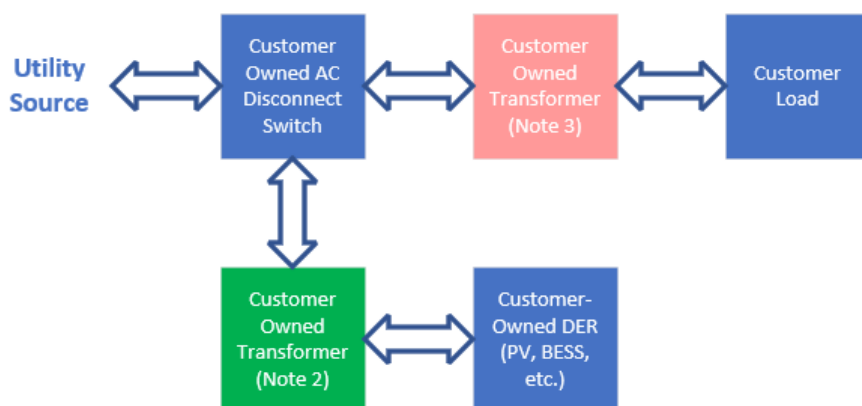 Utility
Source
Customer
Owned AC
Disconnect
Switch
Customer
Owned
Transformer
(Note 3)
Customer
Load
Customer
Owned
Transformer
(Note 2)
Customer-
Owned DER
(PV, BESS,
etc.)